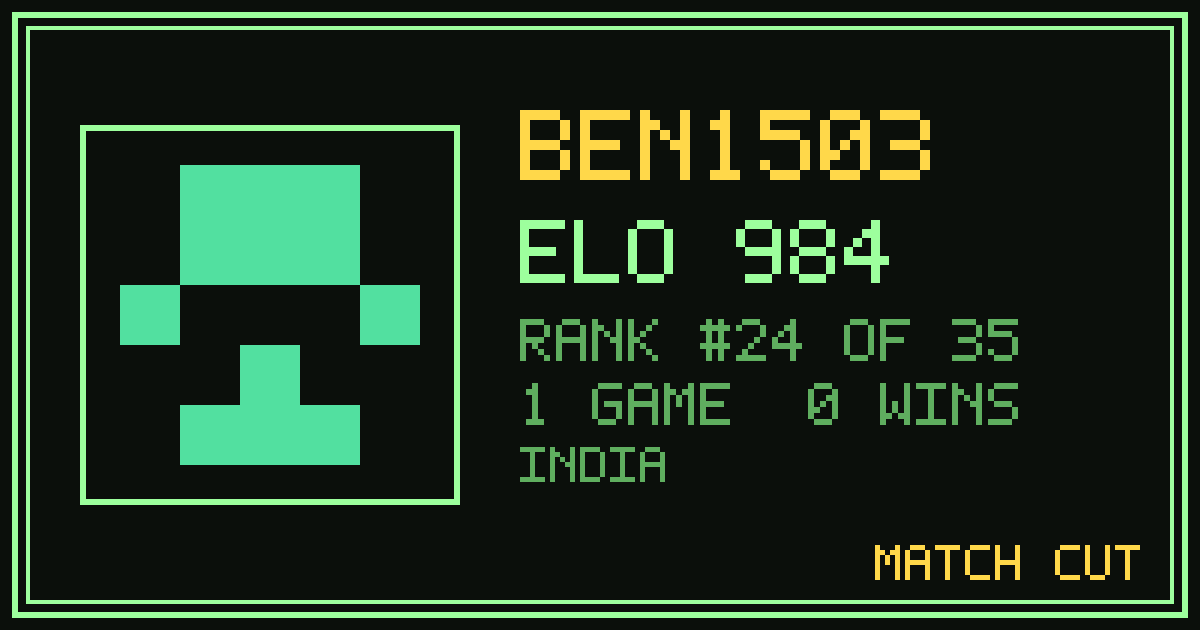 BEN1503
ELO 984
RANK #24 OF 35
1 GAME  0 WINS
INDIA
MATCH CUT